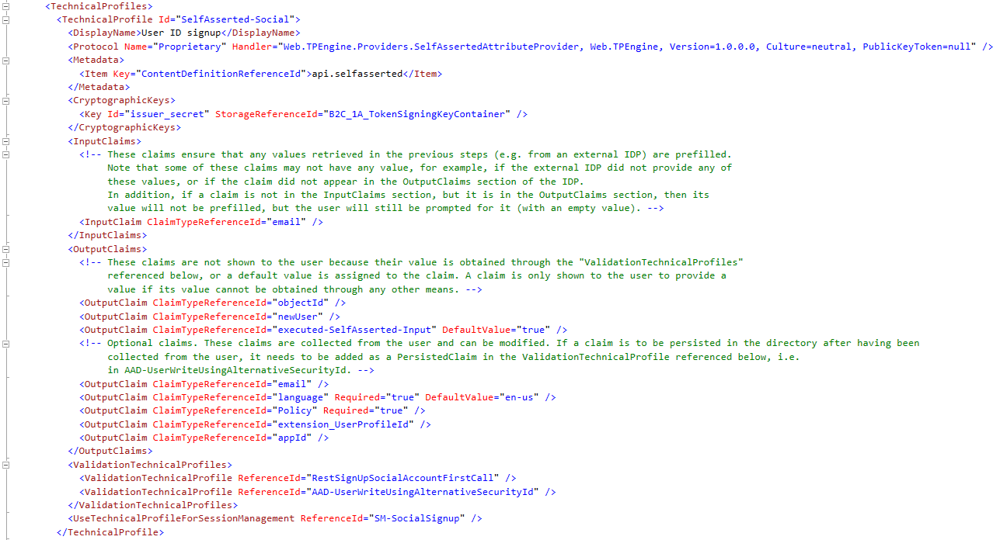 <TechnicalProfiles>
<TechnicalProfile Id="SelfAsserted-Social">
<DisplayName>User ID signup</DisplayName>
<Protocol Name="Proprietary" Handler="Web.TPEngine.Providers.SelfAssertedAttributeProvider, Web.TPEngine, Version=1.0.0.0, Culture=neutral, PublicKeyToken=null" />
<Metadata>
<Item Key="ContentDefinitionReferenceId">api.selfasserted</Item>
</Metadata>
<CryptographicKeys>
<Key Id="issuer_secret" StorageReferenceId="B2C_1A_TokenSigningKeyContainer" />
</CryptographicKeys>
<InputClaims>
<!-- These claims ensure that any values retrieved in the previous steps (e.g. from an external IDP) are prefilled.
Note that some of these claims may not have any value, for example, if the external IDP did not provide any of
these values, or if the claim did not appear in the OutputClaims section of the IDP.
In addition, if a claim is not in the InputClaims section, but it is in the OutputClaims section, then its
value will not be prefilled, but the user will still be prompted for it (with an empty value). -->
<InputClaim ClaimTypeReferenceId="email" />
</InputClaims>
<OutputClaims>
<!-- These claims are not shown to the user because their value is obtained through the "ValidationTechnicalProfiles"
referenced below, or a default value is assigned to the claim. A claim is only shown to the user to provide a
value if its value cannot be obtained through any other means. -->
<OutputClaim ClaimTypeReferenceId="objectId" />
<OutputClaim ClaimTypeReferenceId="newUser" />
<OutputClaim ClaimTypeReferenceId="executed-SelfAsserted-Input" DefaultValue="true" />
<!-- Optional claims. These claims are collected from the user and can be modified. If a claim is to be persisted in the directory after having been
collected from the user, it needs to be added as a PersistedClaim in the ValidationTechnicalProfile referenced below, i.e.
in AAD-UserWriteUsingAlternativeSecurityId. -->
<OutputClaim ClaimTypeReferenceId="email" />
<OutputClaim ClaimTypeReferenceId="language" Required="true" DefaultValue="en-us" />
<OutputClaim ClaimTypeReferenceId="Policy" Required="true" />
<OutputClaim ClaimTypeReferenceId="extension_UserProfileId" />
<OutputClaim ClaimTypeReferenceId="appId" />
</OutputClaims>
<ValidationTechnicalProfiles>
<ValidationTechnicalProfile ReferenceId="RestSignUpSocialAccountFirstCall" />
<ValidationTechnicalProfile ReferenceId="AAD-UserWriteUsingAlternativeSecurityId" />
</ValidationTechnicalProfiles>
<UseTechnicalProfileForSessionManagement ReferenceId="SM-SocialSignup" />
</TechnicalProfile>